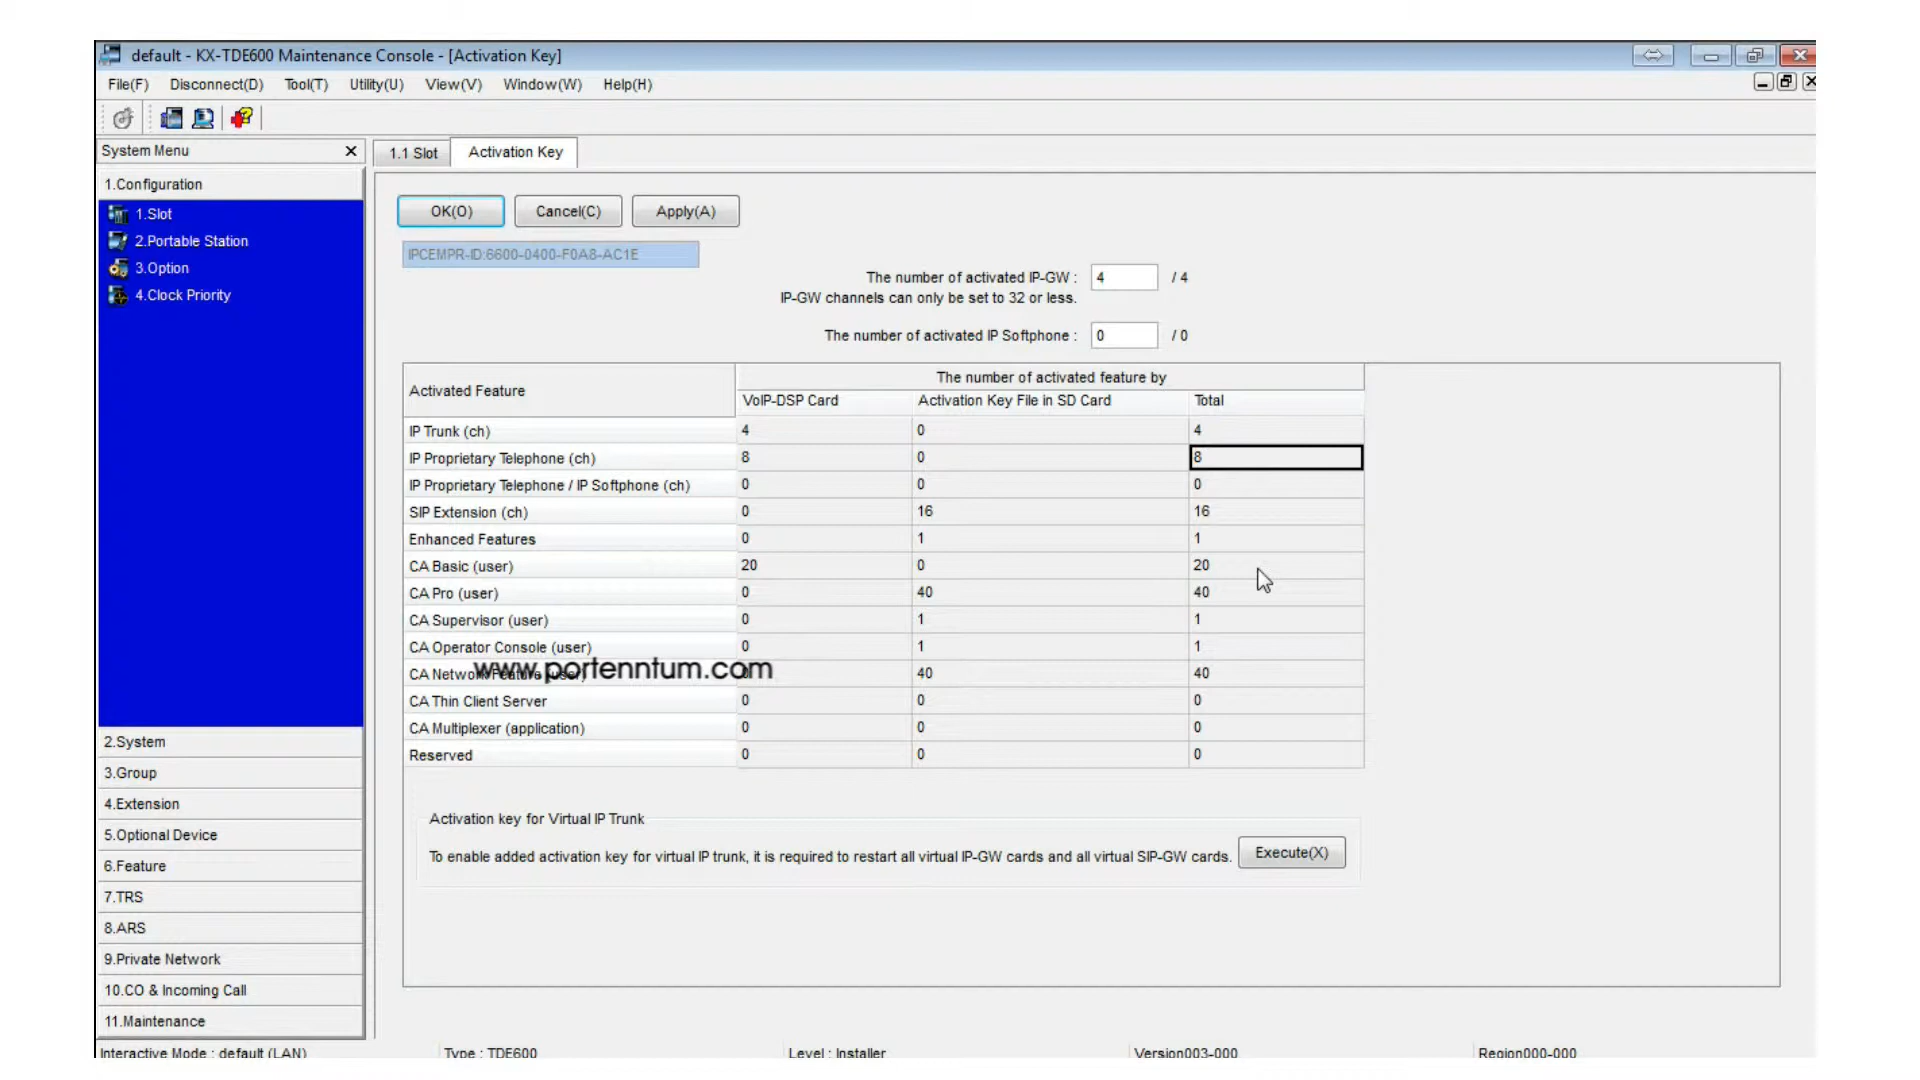 default - KX-TDE600 Maintenance Console - [Activation Key]
File(F) Disconnect(D) Tool(T) Utility(U) View(V) Window(W) Help(H)
System Menu
1.1 Slot Activation Key
1.Configuration
1.Slot
2.Portable Station
3.Option
4.Clock Priority
2.System
3.Group
4.Extension
5.Optional Device
6.Feature
7.TRS
8.ARS
9.Private Network
10.CO & Incoming Call
11.Maintenance
OK(O) Cancel(C) Apply(A)
IPCEMPR-ID:6600-0400-F0A8-AC1E
The number of activated IP-GW : 4 / 4
IP-GW channels can only be set to 32 or less.
The number of activated IP Softphone : 0 / 0
Activated Feature The number of activated feature by
VoIP-DSP Card Activation Key File in SD Card Total
IP Trunk (ch) 4 0 4
IP Proprietary Telephone (ch) 8 0 8
IP Proprietary Telephone / IP Softphone (ch) 0 0 0
SIP Extension (ch) 0 16 16
Enhanced Features 0 1 1
CA Basic (user) 20 0 20
CA Pro (user) 0 40 40
CA Supervisor (user) 0 1 1
CA Operator Console (user) 0 1 1
www.portenntum.com
CA Network Feature (user) 0 40 40
CA Thin Client Server 0 0 0
CA Multiplexer (application) 0 0 0
Reserved 0 0 0
Activation key for Virtual IP Trunk
To enable added activation key for virtual IP trunk, it is required to restart all virtual IP-GW cards and all virtual SIP-GW cards. Execute(X)
Interactive Mode : default (LAN) Type : TDE600 Level : Installer Version003-000 Region000-000